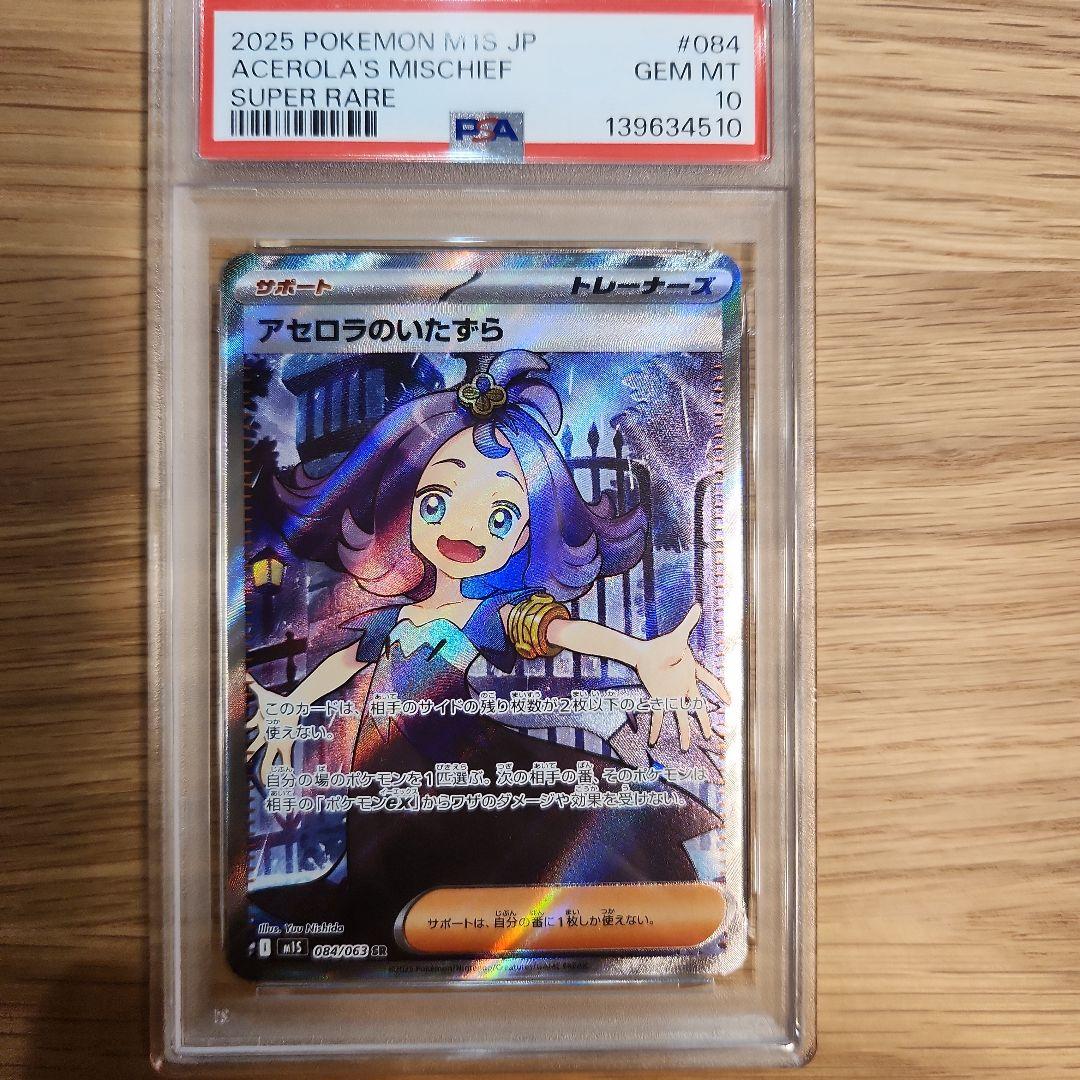 2025 POKEMON M1S JP #084
ACEROLA'S MISCHIEF GEM MT
SUPER RARE 10
PSA 139634510
サポート トレーナーズ
アセロラのいたずら
このカードは、相手のサイドの残り枚数が2枚以下のときにしか
使えない。
自分の場のポケモンを1匹選ぶ。次の相手の番、そのポケモンは
相手の「ポケモンex」からワザのダメージや効果を受けない。
サポートは、自分の番に1枚しか使えない。
Illus. Yuu Nishida
I m1S 084/063 SR
©2025 Pokémon/Nintendo/Creatures/GAME FREAK